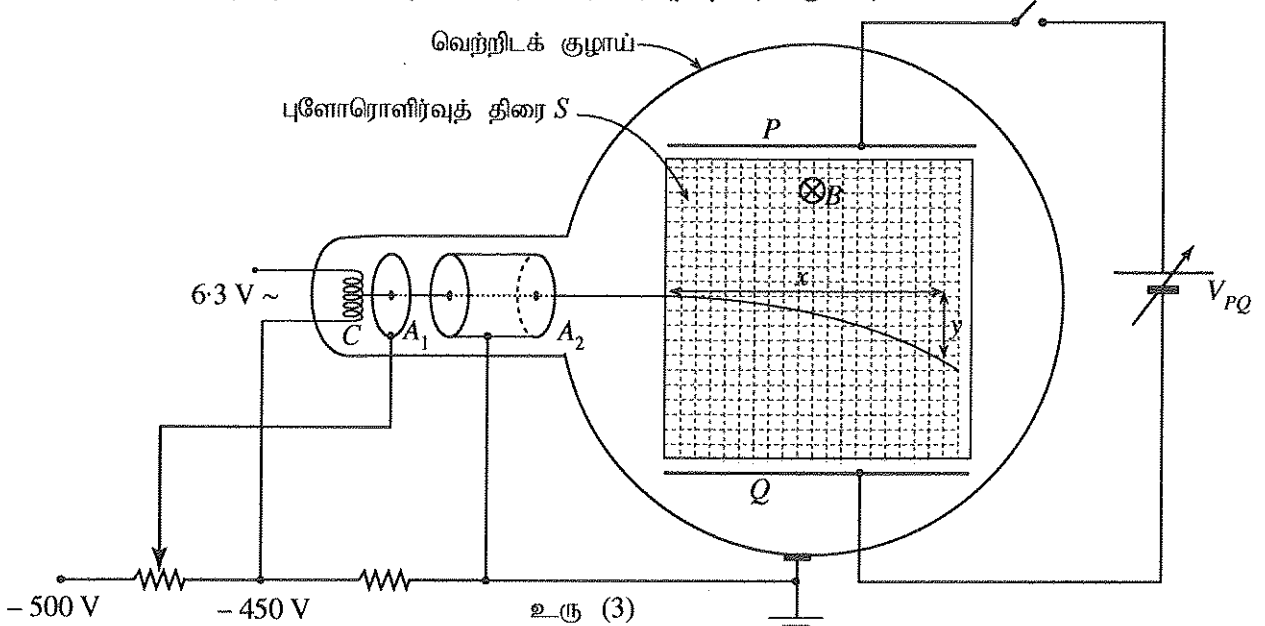 வெற்றிடக் குழாய்
புளோரொளிர்வுத் திரை S
P
B
6·3 V ~
x
C
A₁
A₂
y
V_PQ
Q
– 500 V
– 450 V
உரு (3)